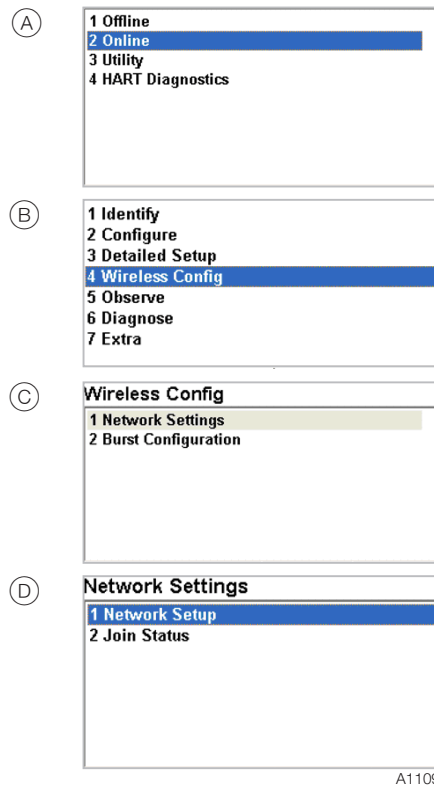 A
1 Offline
2 Online
3 Utility
4 HART Diagnostics
B
1 Identify
2 Configure
3 Detailed Setup
4 Wireless Config
5 Observe
6 Diagnose
7 Extra
C
Wireless Config
1 Network Settings
2 Burst Configuration
D
Network Settings
1 Network Setup
2 Join Status
A1109